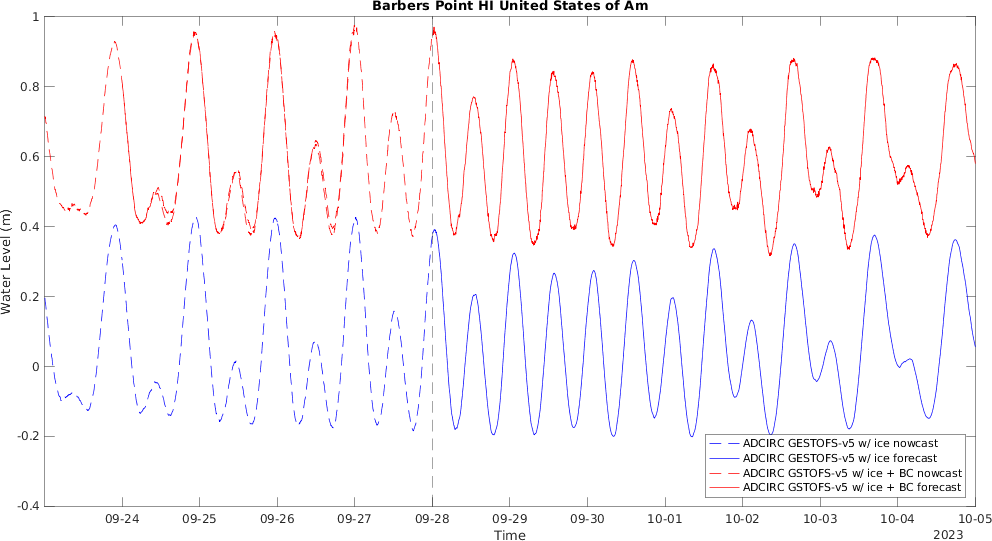 Barbers Point HI United States of Am
Water Level (m)
1
0.8
0.6
0.4
0.2
0
-0.2
-0.4
09-24 09-25 09-26 09-27 09-28 09-29 09-30 10-01 10-02 10-03 10-04 10-05
Time
2023
ADCIRC GESTOFS-v5 w/ ice nowcast
ADCIRC GESTOFS-v5 w/ ice forecast
ADCIRC GSTOFS-v5 w/ ice + BC nowcast
ADCIRC GSTOFS-v5 w/ ice + BC forecast